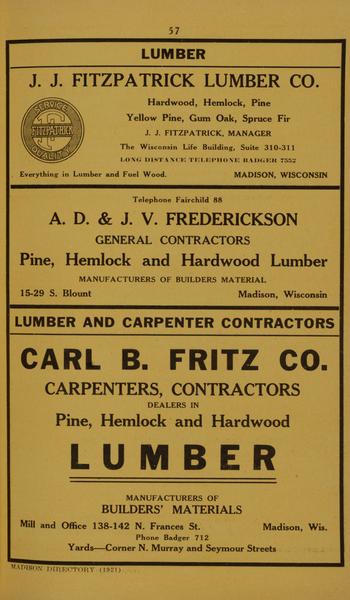 57
LUMBER
J. J. FITZPATRICK LUMBER CO.
SERVICE
FITZPATRICK
QUALITY
Hardwood, Hemlock, Pine
Yellow Pine, Gum Oak, Spruce Fir
J. J. FITZPATRICK, MANAGER
The Wisconsin Life Building, Suite 310-311
LONG DISTANCE TELEPHONE BADGER 7552
Everything in Lumber and Fuel Wood. MADISON, WISCONSIN
Telephone Fairchild 88
A. D. & J. V. FREDERICKSON
GENERAL CONTRACTORS
Pine, Hemlock and Hardwood Lumber
MANUFACTURERS OF BUILDERS MATERIAL
15-29 S. Blount Madison, Wisconsin
LUMBER AND CARPENTER CONTRACTORS
CARL B. FRITZ CO.
CARPENTERS, CONTRACTORS
DEALERS IN
Pine, Hemlock and Hardwood
LUMBER
MANUFACTURERS OF
BUILDERS' MATERIALS
Mill and Office 138-142 N. Frances St. Madison, Wis.
Phone Badger 712
Yards—Corner N. Murray and Seymour Streets
MADISON DIRECTORY (1921)